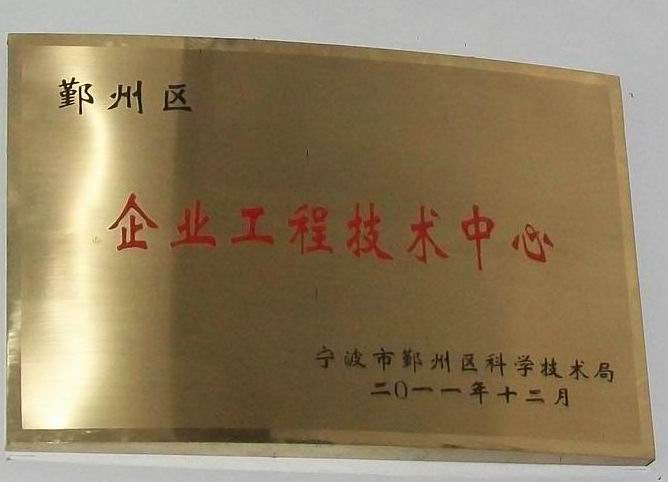 鄞州区
企业工程技术中心
宁波市鄞州区科学技术局
二〇一一年十二月